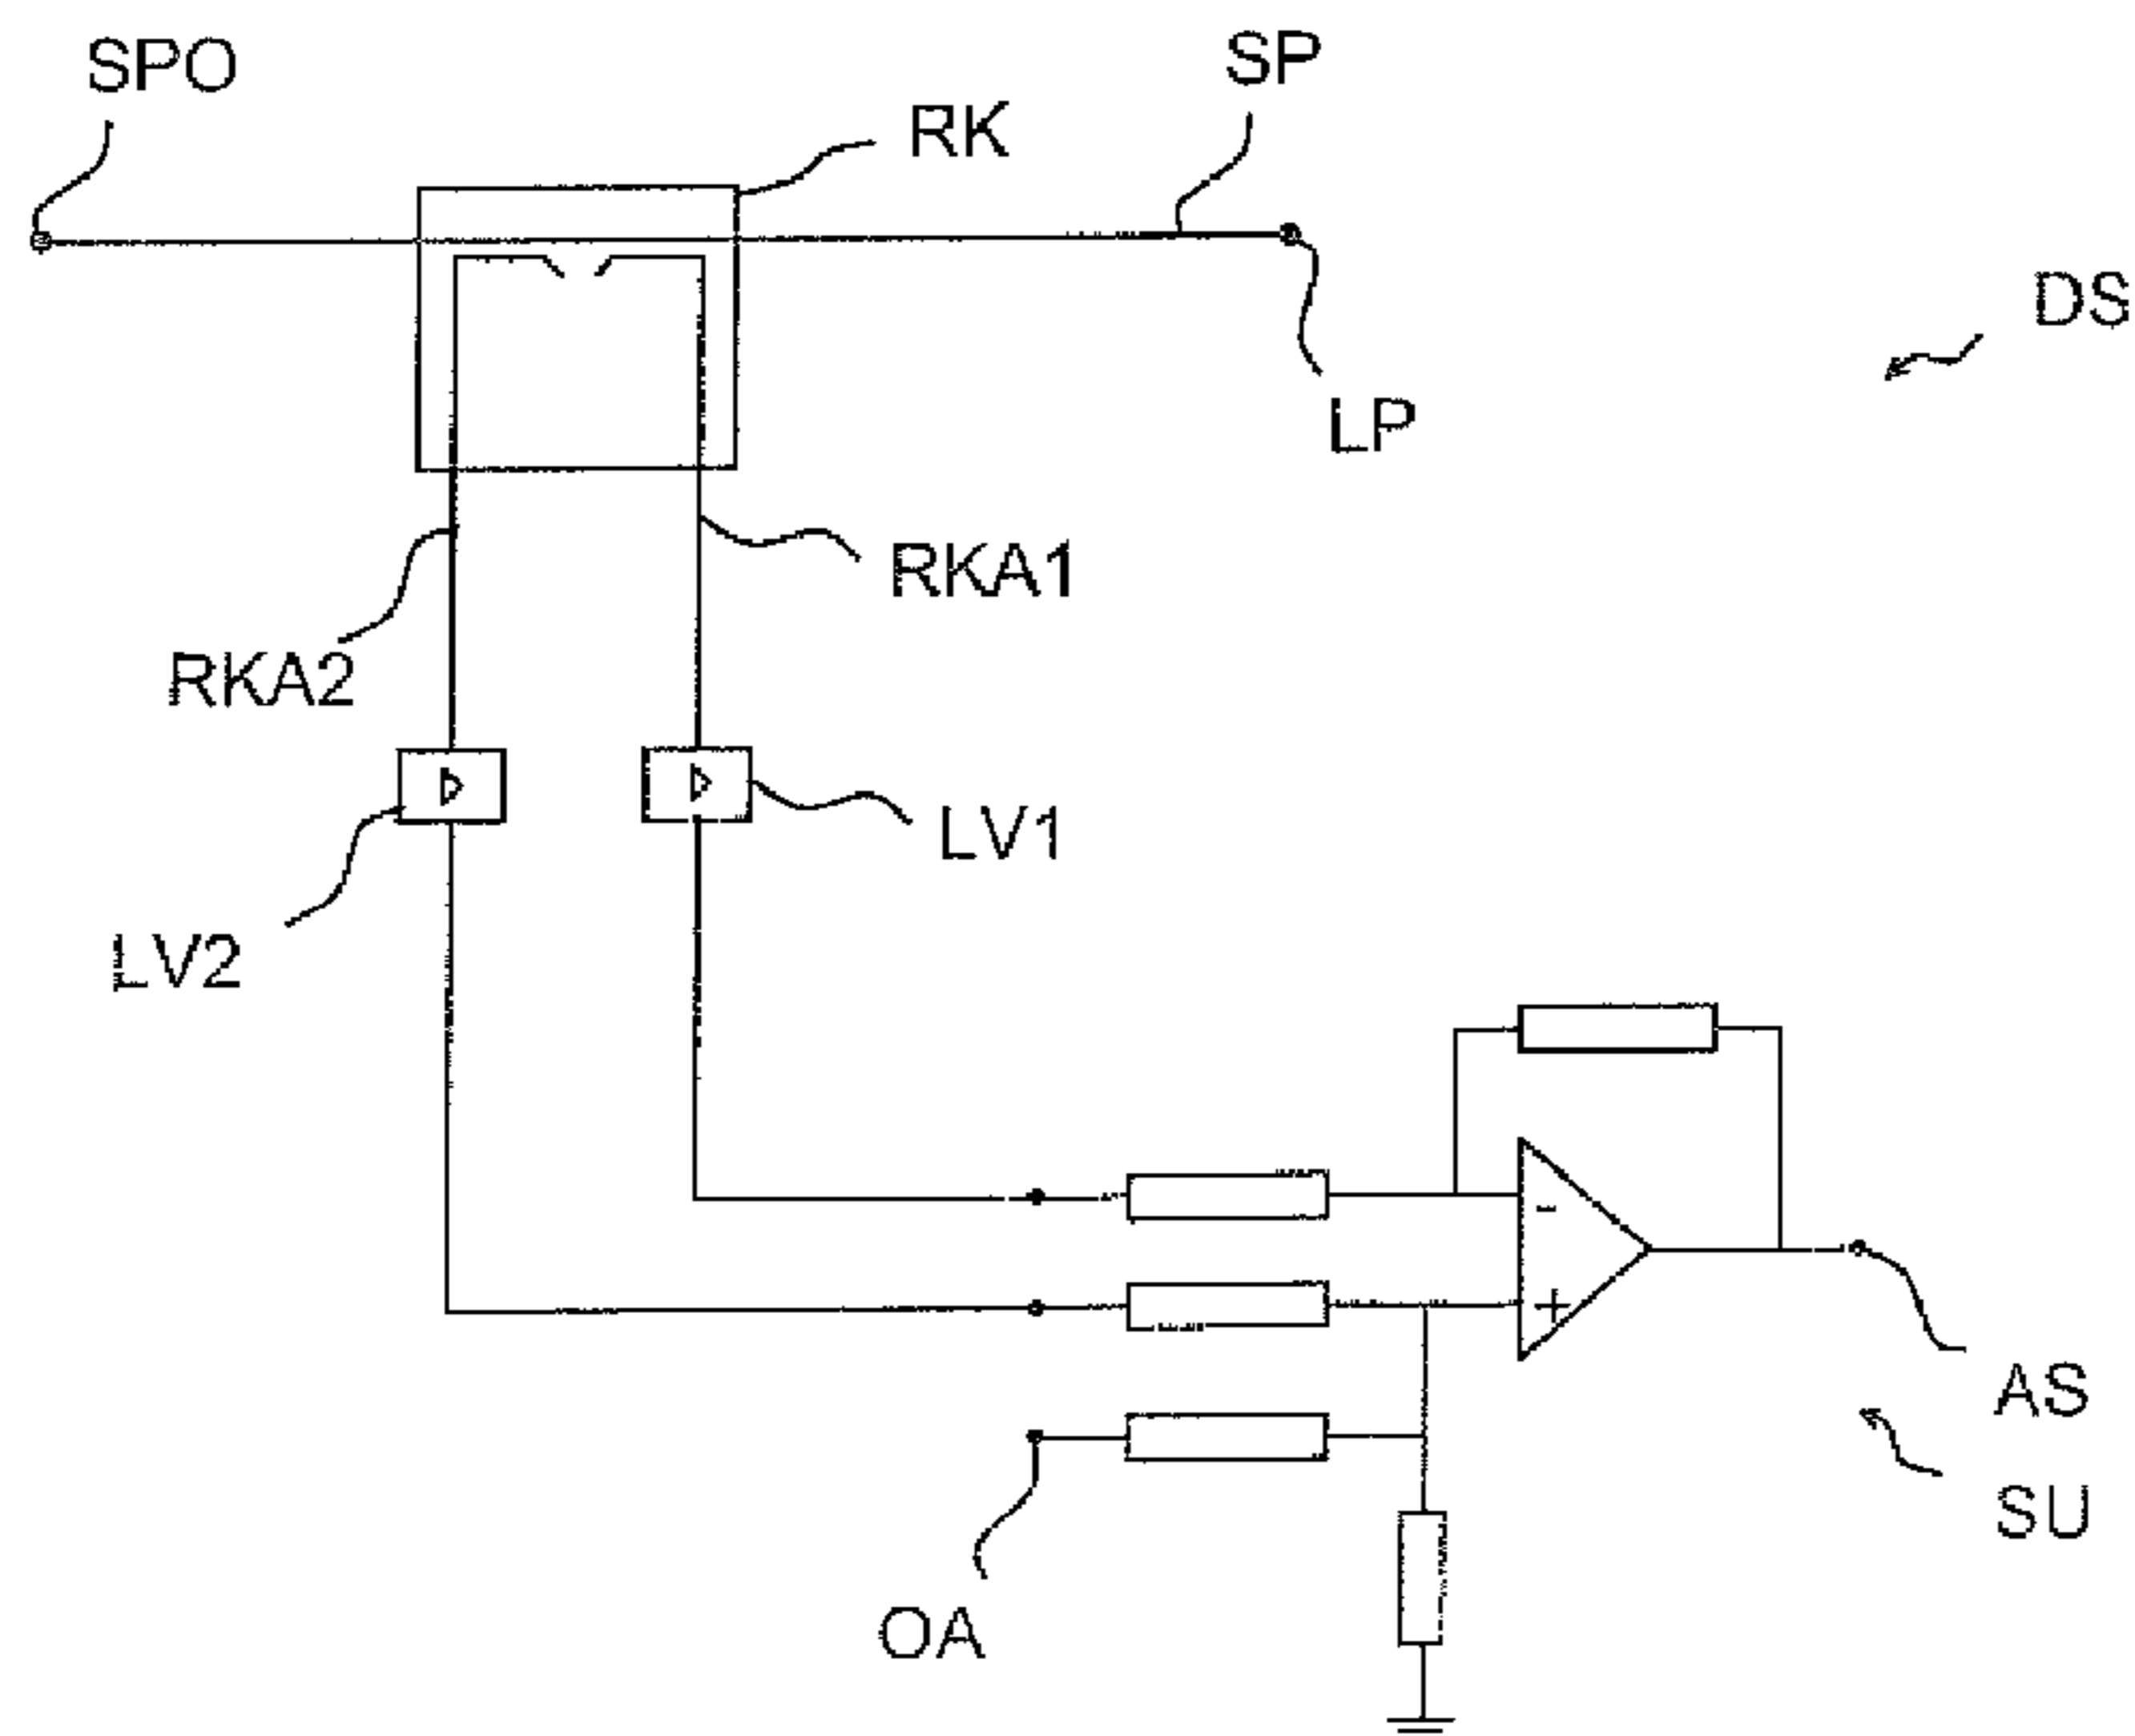 SPO
SP
RK
DS
LP
RKA1
RKA2
LV1
LV2
-
+
AS
SU
OA